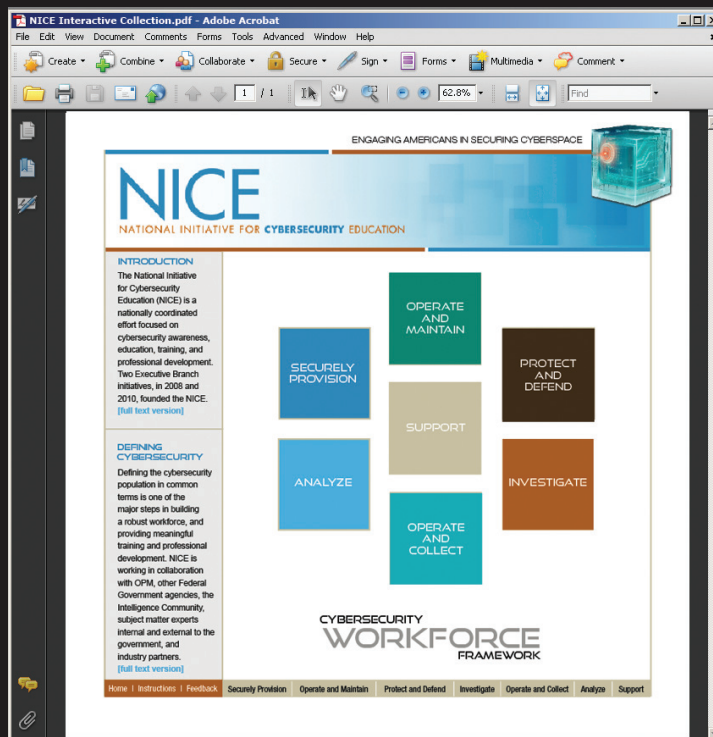 NICE Interactive Collection.pdf - Adobe Acrobat
File Edit View Document Comments Forms Tools Advanced Window Help
Create Combine Collaborate Secure Sign Forms Multimedia Comment
1 / 1 62.8% Find
ENGAGING AMERICANS IN SECURING CYBERSPACE
NICE
NATIONAL INITIATIVE FOR CYBERSECURITY EDUCATION
INTRODUCTION
The National Initiative
for Cybersecurity
Education (NICE) is a
nationally coordinated
effort focused on
cybersecurity awareness,
education, training, and
professional development.
Two Executive Branch
initiatives, in 2008 and
2010, founded the NICE.
[full text version]
DEFINING
CYBERSECURITY
Defining the cybersecurity
population in common
terms is one of the
major steps in building
a robust workforce, and
providing meaningful
training and professional
development. NICE is
working in collaboration
with OPM, other Federal
Government agencies, the
Intelligence Community,
subject matter experts
internal and external to the
government, and
industry partners.
[full text version]
OPERATE
AND
MAINTAIN
SECURELY
PROVISION
PROTECT
AND
DEFEND
SUPPORT
ANALYZE
INVESTIGATE
OPERATE
AND
COLLECT
CYBERSECURITY
WORKFORCE
FRAMEWORK
Home | Instructions | Feedback Securely Provision Operate and Maintain Protect and Defend Investigate Operate and Collect Analyze Support